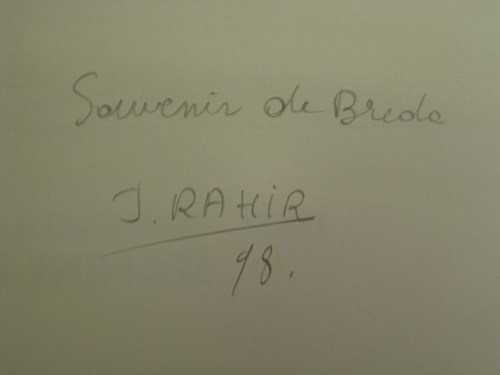 Souvenir de Breda
J. RAHIR
98.